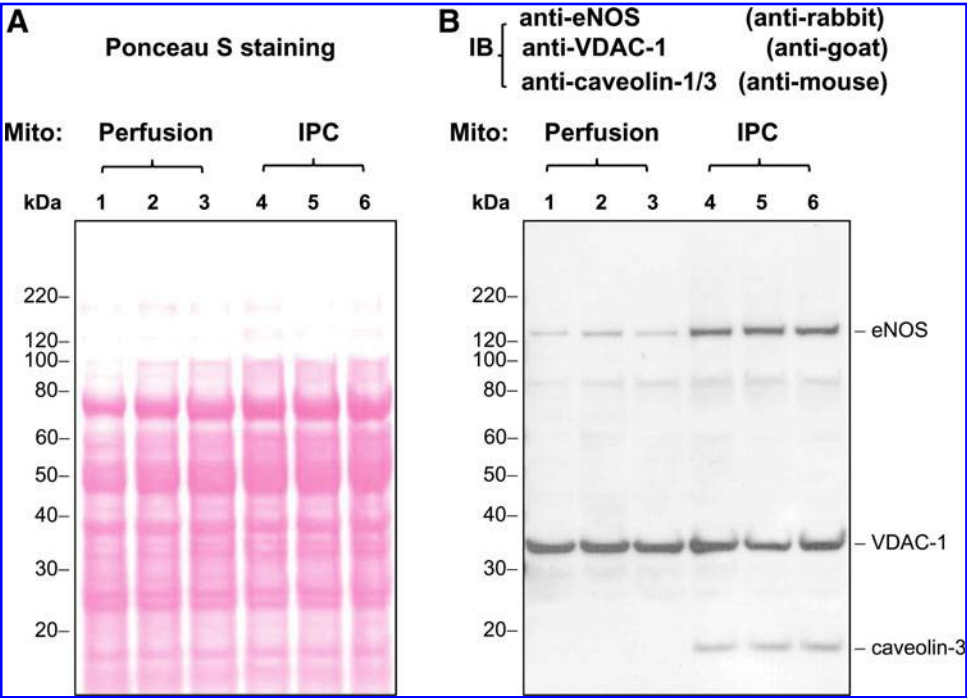 A
Ponceau S staining
Mito: Perfusion IPC
kDa 1 2 3 4 5 6
220–
120–
100–
80–
60–
50–
40–
30–
20–
B
IB
anti-eNOS (anti-rabbit)
anti-VDAC-1 (anti-goat)
anti-caveolin-1/3 (anti-mouse)
Mito: Perfusion IPC
kDa 1 2 3 4 5 6
220–
120–
100–
80–
60–
50–
40–
30–
20–
– eNOS
– VDAC-1
– caveolin-3